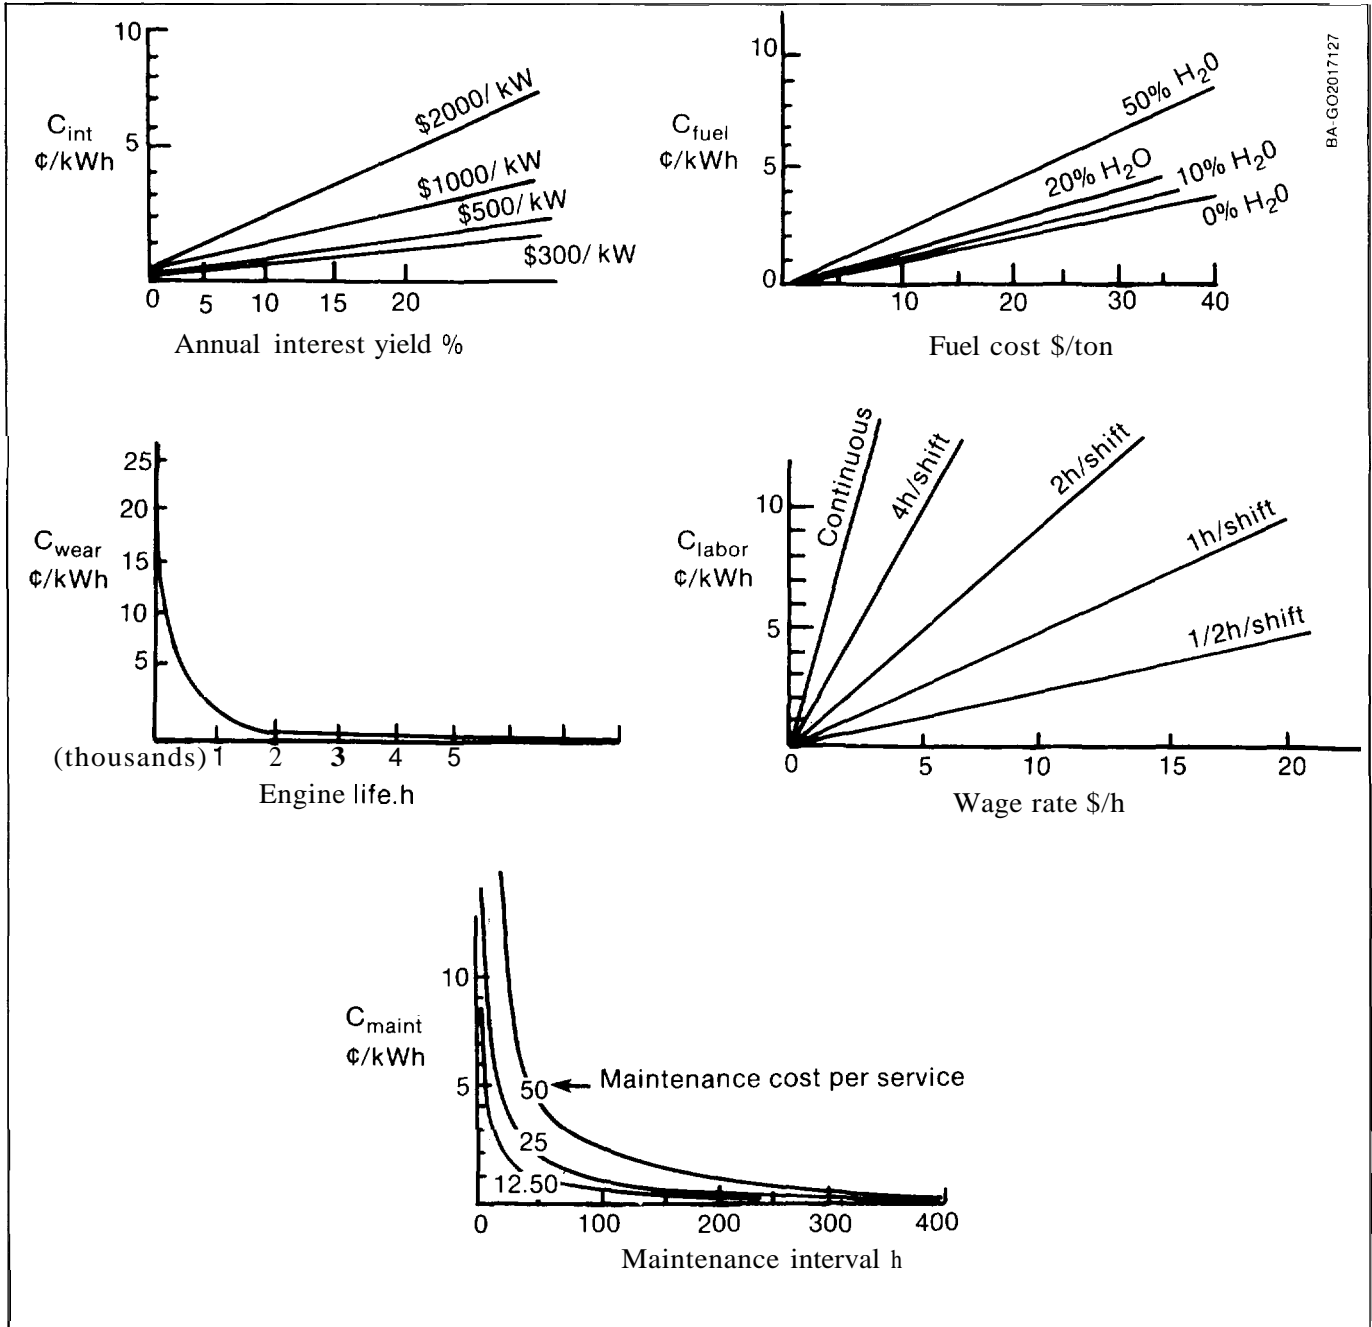 10
5
C_int
¢/kWh
$2000/ kW
$1000/ kW
$500/ kW
$300/ kW
0 5 10 15 20
Annual interest yield %
10
5
0
C_fuel
¢/kWh
50% H₂0
20% H₂O
10% H₂0
0% H₂0
10 20 30 40
Fuel cost $/ton
BA-GO2017127
25
20
15
10
5
C_wear
¢/kWh
(thousands) 1 2 3 4 5
Engine life.h
10
5
C_labor
¢/kWh
Continuous
4h/shift
2h/shift
1h/shift
1/2h/shift
0 5 10 15 20
Wage rate $/h
10
5
C_maint
¢/kWh
50 Maintenance cost per service
25
12.50
0 100 200 300 400
Maintenance interval h